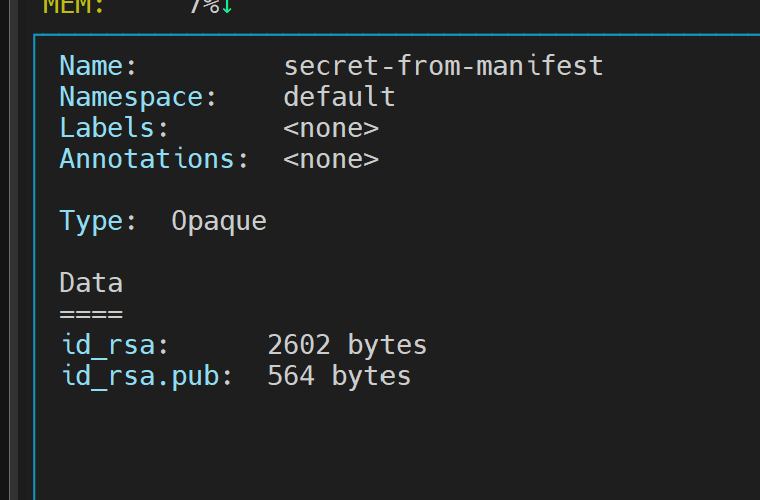 MEM: 7%↓
Name: secret-from-manifest
Namespace: default
Labels: <none>
Annotations: <none>
Type: Opaque
Data
====
id_rsa: 2602 bytes
id_rsa.pub: 564 bytes